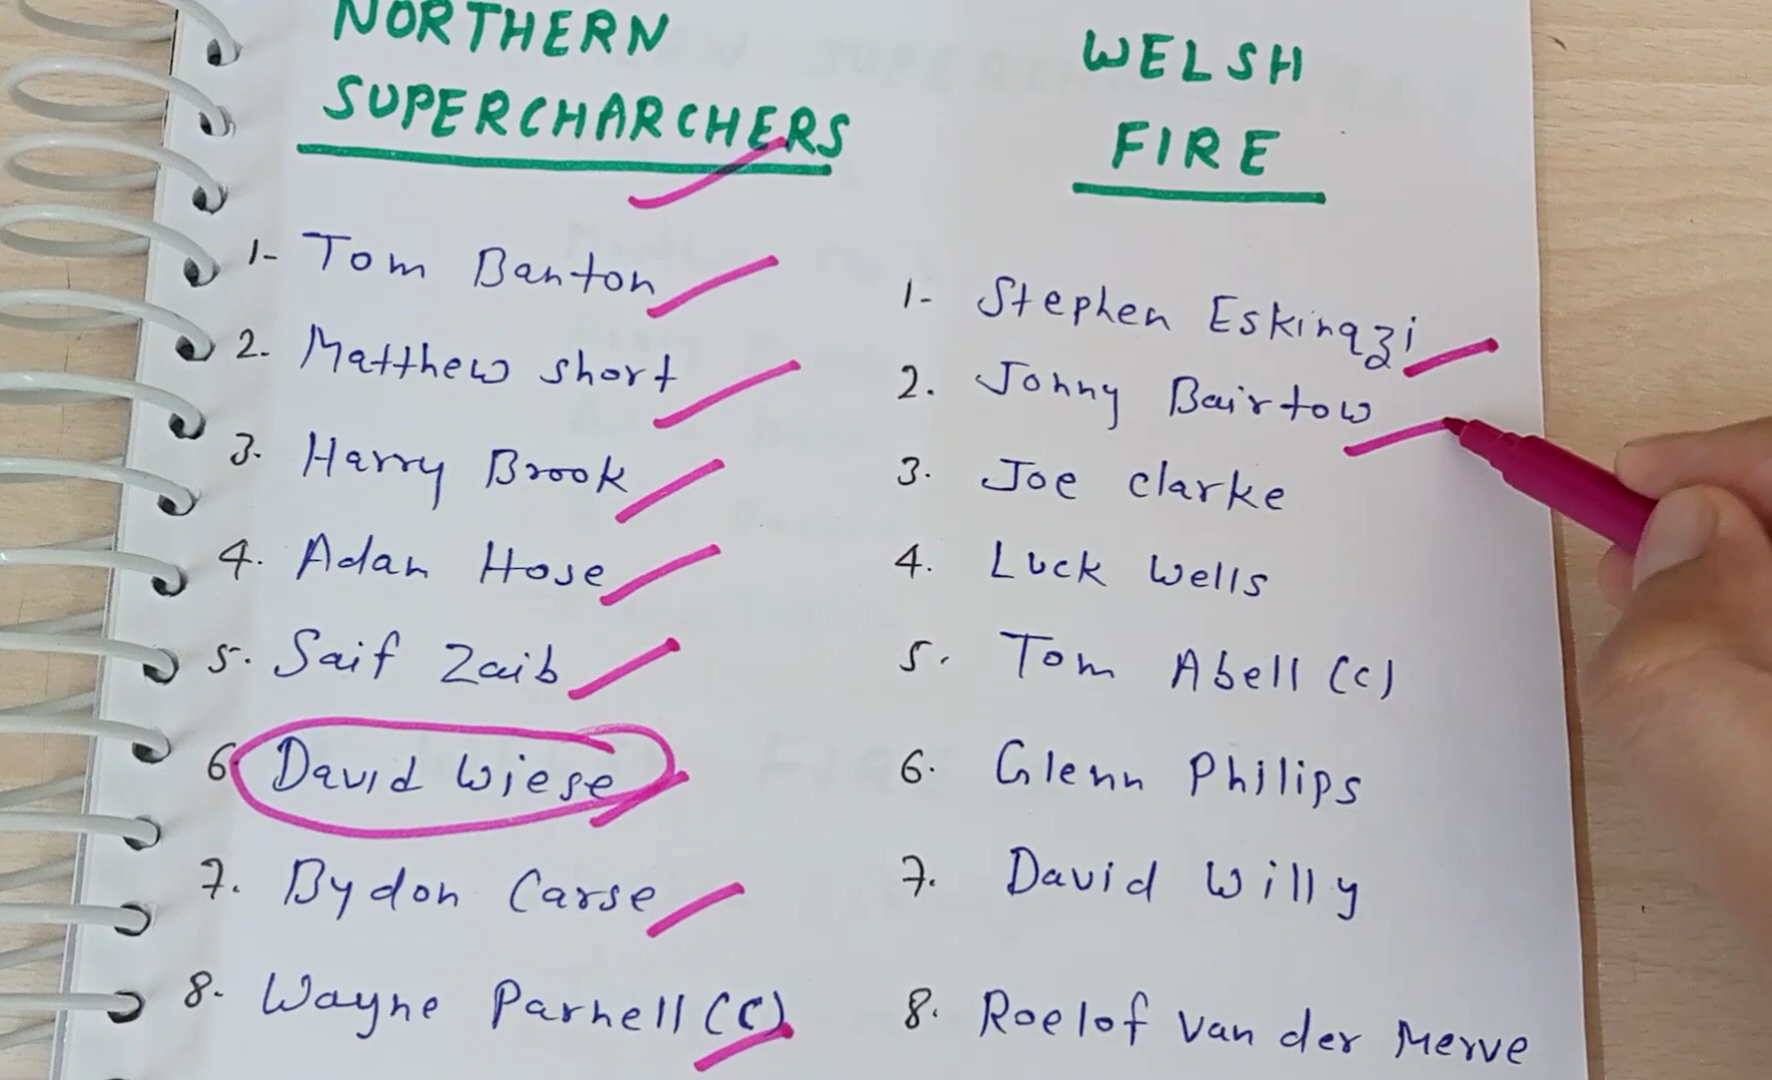 NORTHERN
SUPERCHARCHERS
1- Tom Banton
2. Matthew short
3. Harry Brook
4. Adam Hose
5. Saif Zaib
6. David Wiese
7. Bydon Carse
8. Wayne Parnell (C)
WELSH
FIRE
1- Stephen Eskinazi
2. Johny Bairtow
3. Joe clarke
4. Luck Wells
5. Tom Abell (C)
6. Glenn Philips
7. David Willy
8. Roelof van der Merve